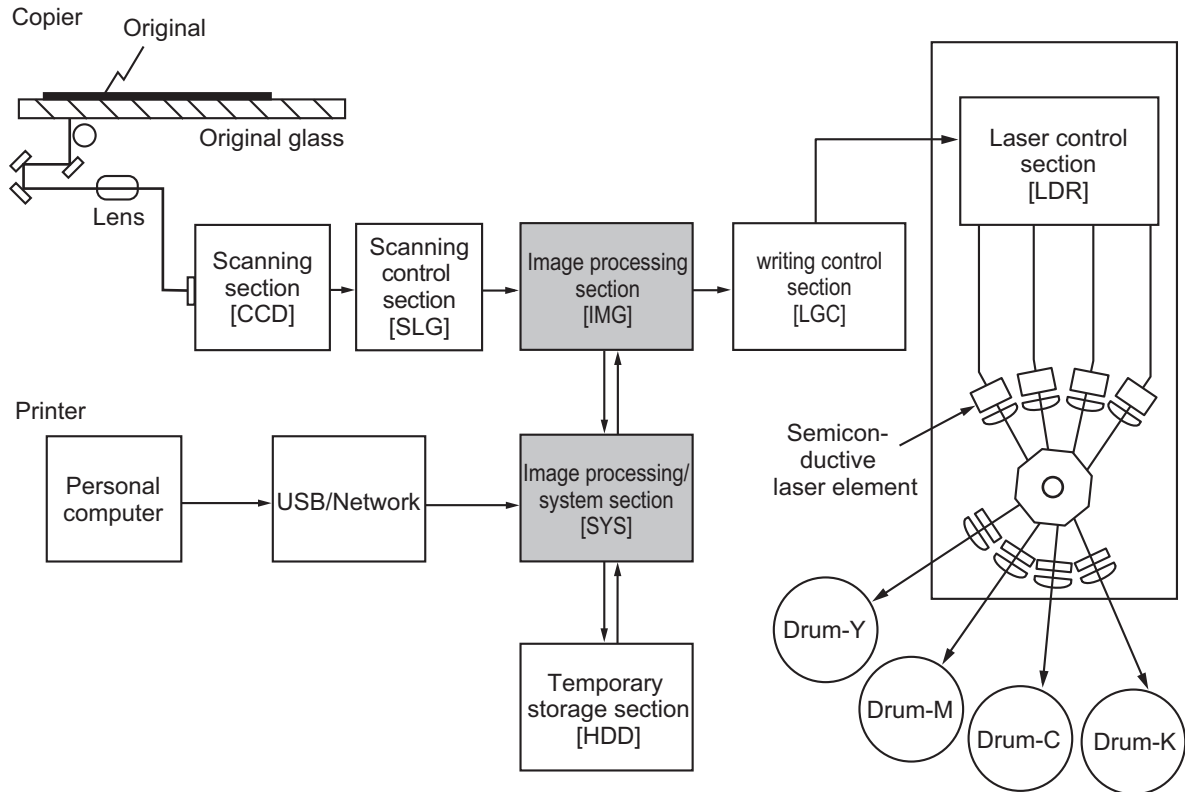 Copier
Original
Original glass
Lens
Scanning
section
[CCD]
Scanning
control
section
[SLG]
Image processing
section
[IMG]
writing control
section
[LGC]
Laser control
section
[LDR]
Semicon-
ductive
laser element
Printer
Personal
computer
USB/Network
Image processing/
system section
[SYS]
Temporary
storage section
[HDD]
Drum-Y
Drum-M
Drum-C
Drum-K